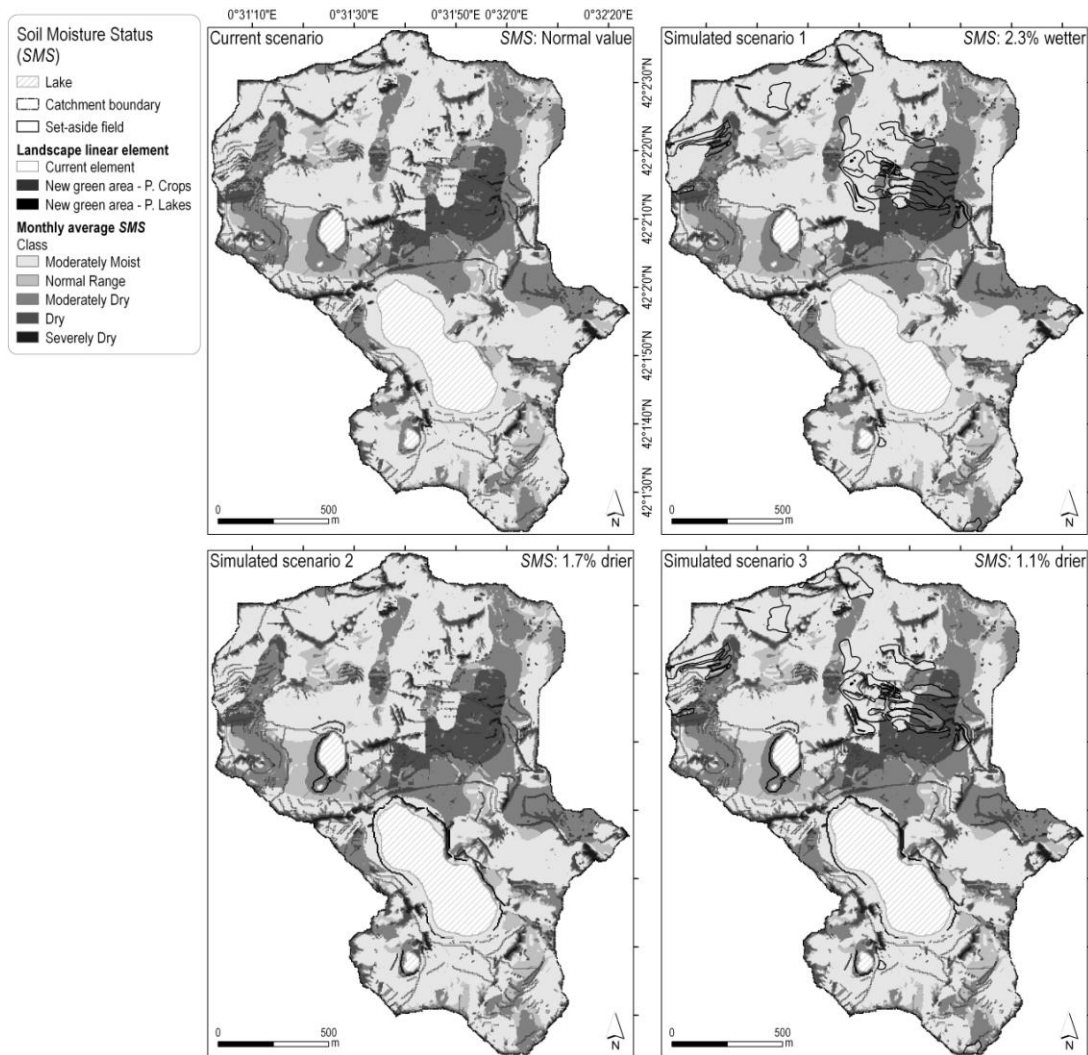 Soil Moisture Status
(SMS)
Lake
Catchment boundary
Set-aside field
Landscape linear element
Current element
New green area - P. Crops
New green area - P. Lakes
Monthly average SMS
Class
Moderately Moist
Normal Range
Moderately Dry
Dry
Severely Dry
0°31'10"E 0°31'30"E 0°31'50"E 0°32'0"E 0°32'20"E
Current scenario SMS: Normal value
0 500
m
N
42°2'30"N
42°2'20"N
42°2'10"N
42°2'0"N
42°1'50"N
42°1'40"N
42°1'30"N
Simulated scenario 1 SMS: 2.3% wetter
0 500
m
N
Simulated scenario 2 SMS: 1.7% drier
0 500
m
N
Simulated scenario 3 SMS: 1.1% drier
0 500
m
N